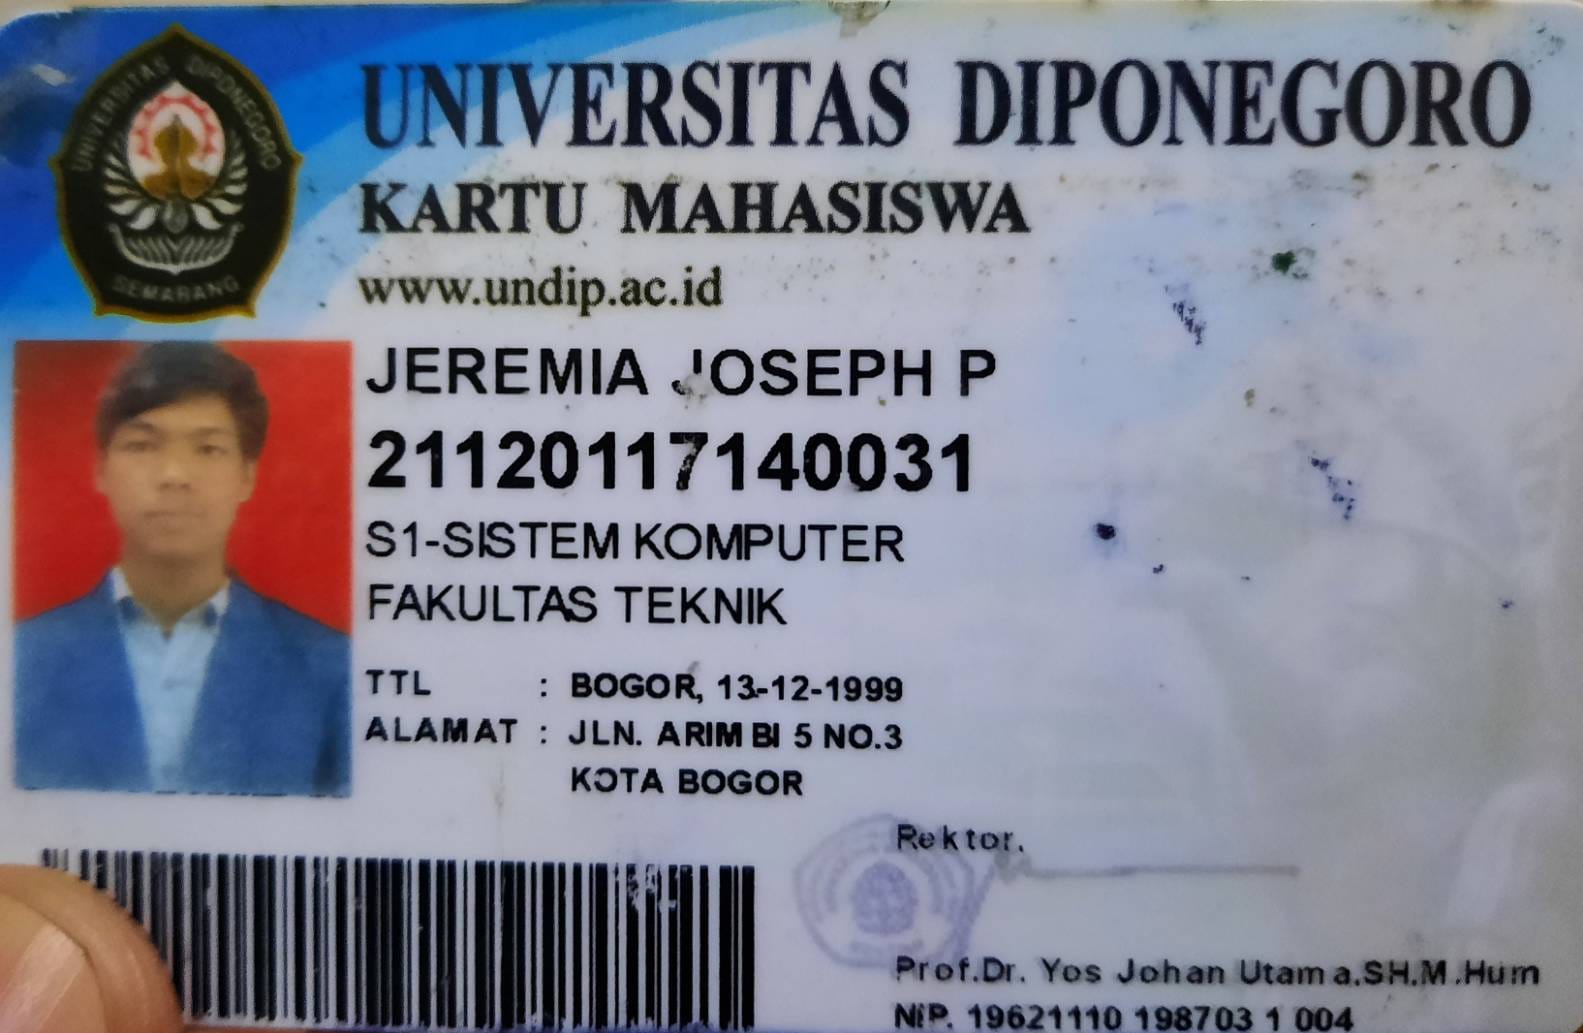 UNIVERSITAS DIPONEGORO
SEMARANG
UNIVERSITAS DIPONEGORO
KARTU MAHASISWA
www.undip.ac.id
JEREMIA JOSEPH P
21120117140031
S1-SISTEM KOMPUTER
FAKULTAS TEKNIK
TTL : BOGOR, 13-12-1999
ALAMAT : JLN. ARIMBI 5 NO.3
KOTA BOGOR
Rektor.
Prof.Dr. Yos Johan Utama.SH.M.Hum
NIP. 19621110 198703 1 004